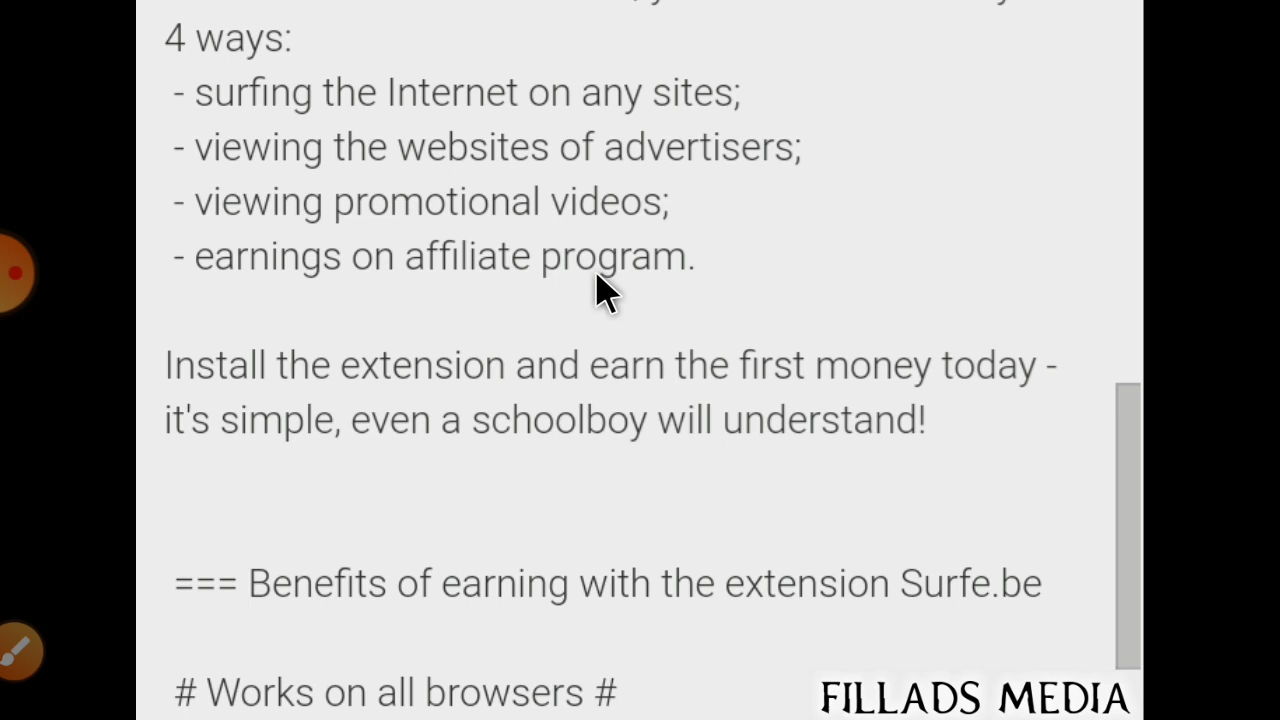 4 ways:
- surfing the Internet on any sites;
- viewing the websites of advertisers;
- viewing promotional videos;
- earnings on affiliate program.
Install the extension and earn the first money today -
it's simple, even a schoolboy will understand!
=== Benefits of earning with the extension Surfe.be
# Works on all browsers #
FILLADS MEDIA